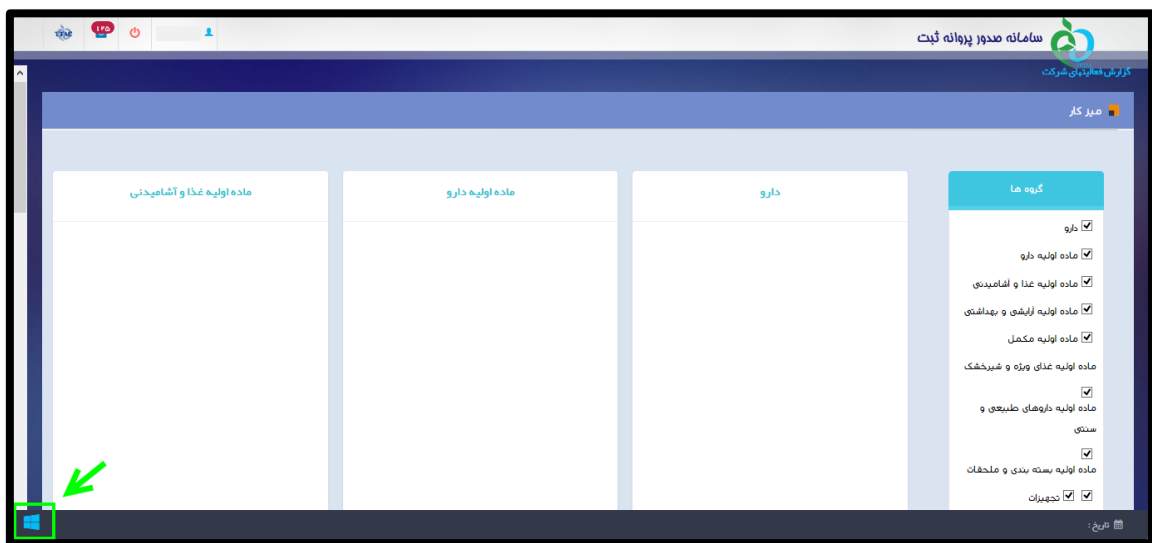 سامانه صدور پروانه ثبت
۱۲۵
TTAC
گزارش فعالیتهای شرکت
میز کار
گروه ها
دارو
ماده اولیه دارو
ماده اولیه غذا و آشامیدنی
دارو
ماده اولیه دارو
ماده اولیه غذا و آشامیدنی
ماده اولیه آرایشی و بهداشتی
ماده اولیه مکمل
ماده اولیه غذای ویژه و شیرخشک
ماده اولیه داروهای طبیعی و
سنتی
ماده اولیه بسته بندی و ملحقات
تجهیزات
تاریخ :